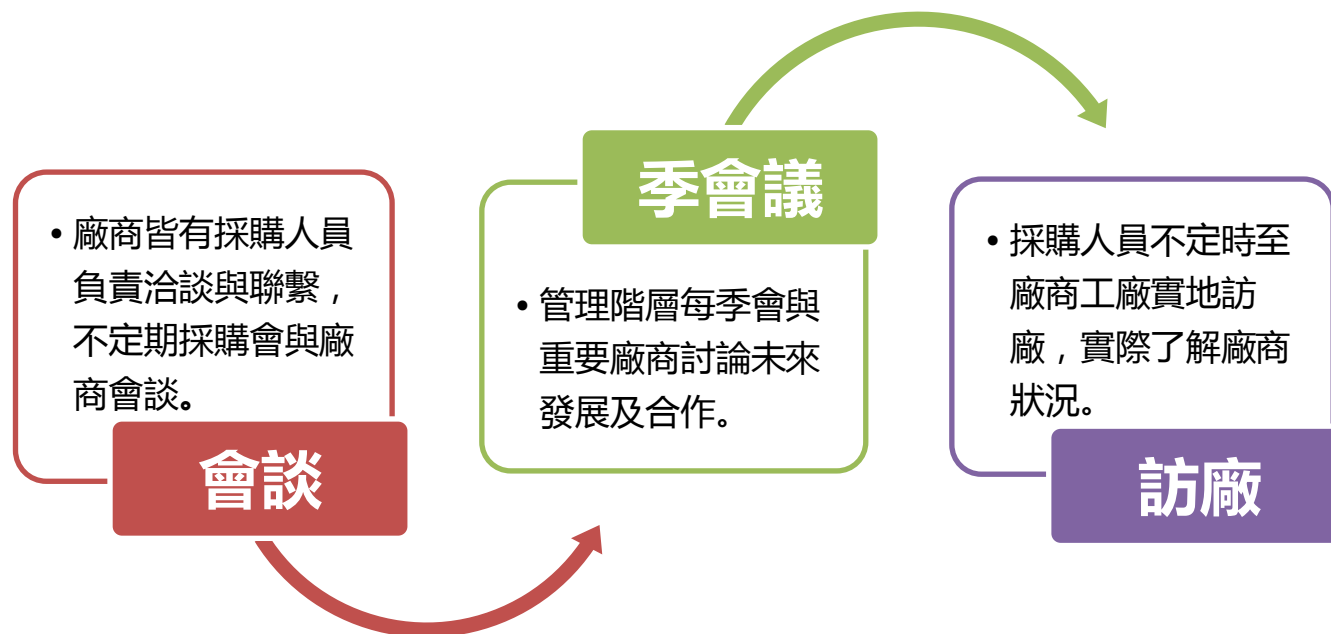 • 廠商皆有採購人員
負責洽談與聯繫，
不定期採購會與廠
商會談。
會談
季會議
• 管理階層每季會與
重要廠商討論未來
發展及合作。
• 採購人員不定時至
廠商工廠實地訪
廠，實際了解廠商
狀況。
訪廠